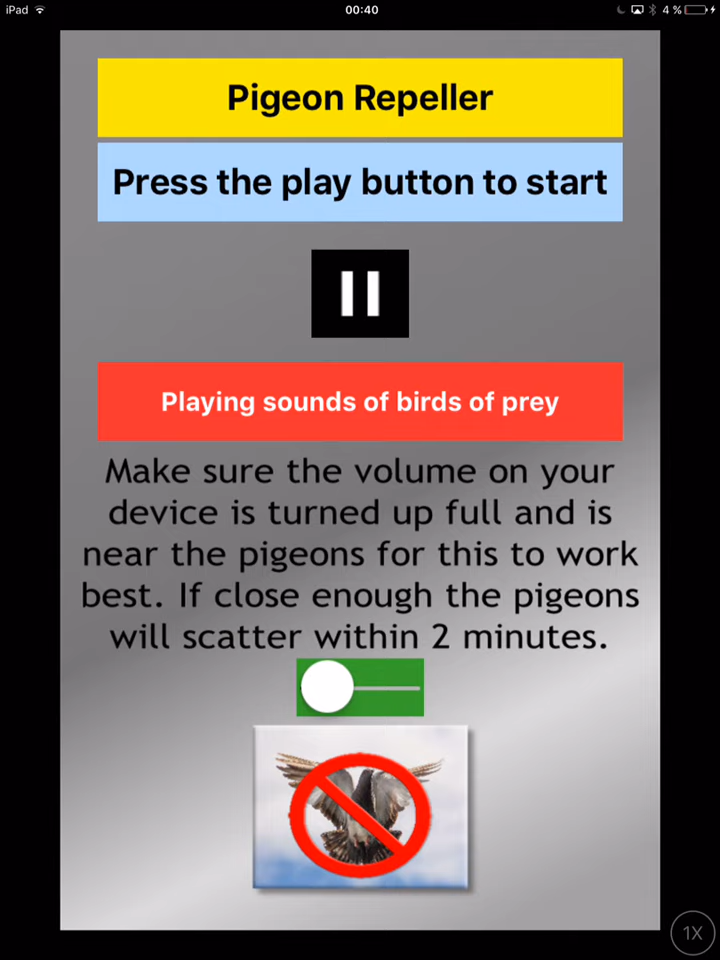 iPad 00:40 4 %
Pigeon Repeller
Press the play button to start
Playing sounds of birds of prey
Make sure the volume on your
device is turned up full and is
near the pigeons for this to work
best. If close enough the pigeons
will scatter within 2 minutes.
1X